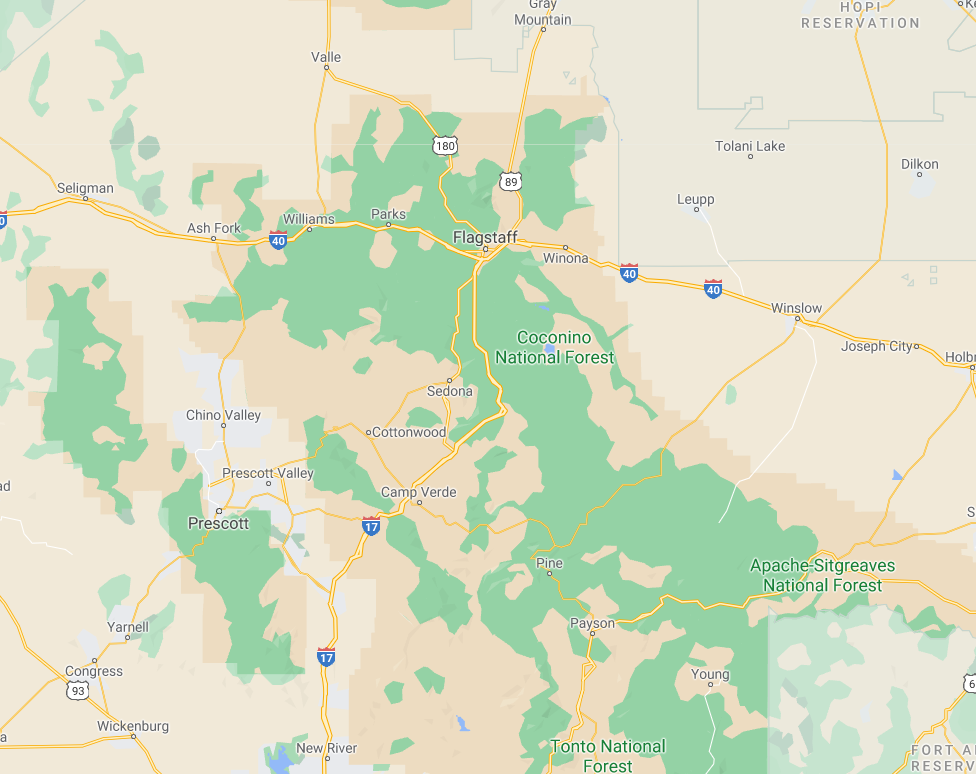 Gray
Mountain
HOPI
RESERVATION
Valle
180
Tolani Lake
Dilkon
89
Seligman
Leupp
Ash Fork
Williams
Parks
40
Flagstaff
Winona
40
40
Winslow
Coconino
National Forest
Joseph City
Holb
Sedona
Chino Valley
Cottonwood
Prescott Valley
Camp Verde
Prescott
17
Pine
Apache-Sitgreaves
National Forest
Payson
Yarnell
17
Congress
Young
93
6
Wickenburg
New River
Tonto National
Forest
FORT A
RESERV